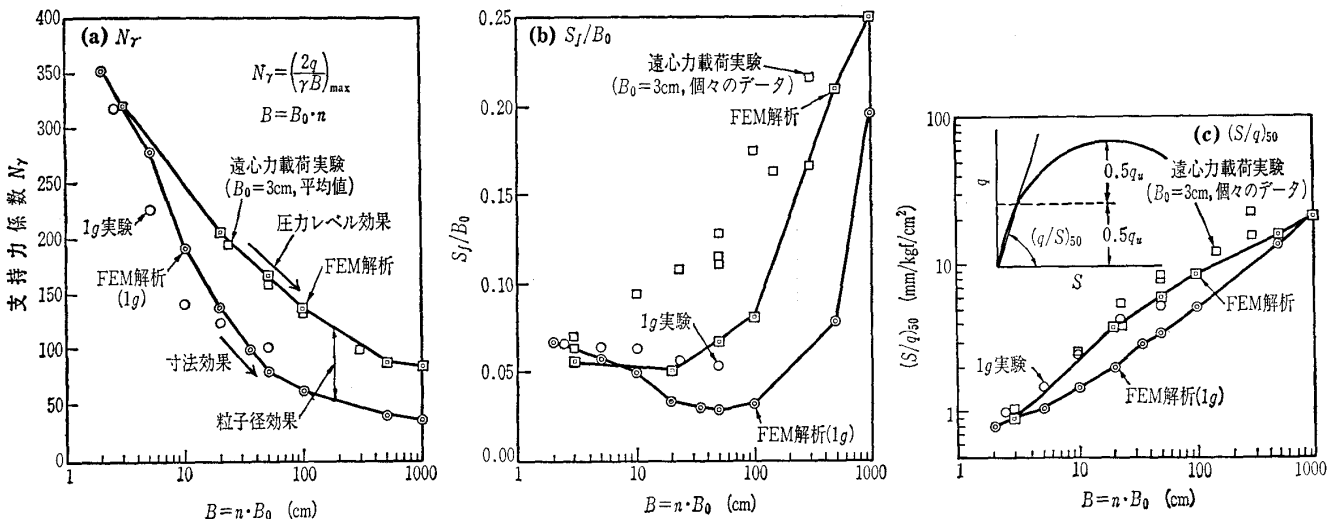 (a) Nγ
400
350
300
250
200
150
100
50
0
支持力係数 Nγ
Nγ=(2q/γB)max
B=B₀·n
遠心力載荷実験
(B₀=3cm, 平均値)
圧力レベル効果
1g実験
FEM解析
FEM解析
(1g)
寸法効果
粒子径効果
1
10
100
1000
B=n·B₀ (cm)
(b) Sf/B₀
0.25
0.20
0.15
0.10
0.05
0.00
Sf/B₀
遠心力載荷実験
(B₀=3cm, 個々のデータ)
FEM解析
1g実験
FEM解析(1g)
1
10
100
1000
B=n·B₀ (cm)
(c) (S/q)50
100
10
1
(S/q)50 (mm/kgf/cm²)
q
0.5qu
0.5qu
(q/S)50
S
遠心力載荷実験
(B₀=3cm, 個々のデータ)
FEM解析
1g実験
FEM解析(1g)
1
10
100
1000
B=n·B₀ (cm)